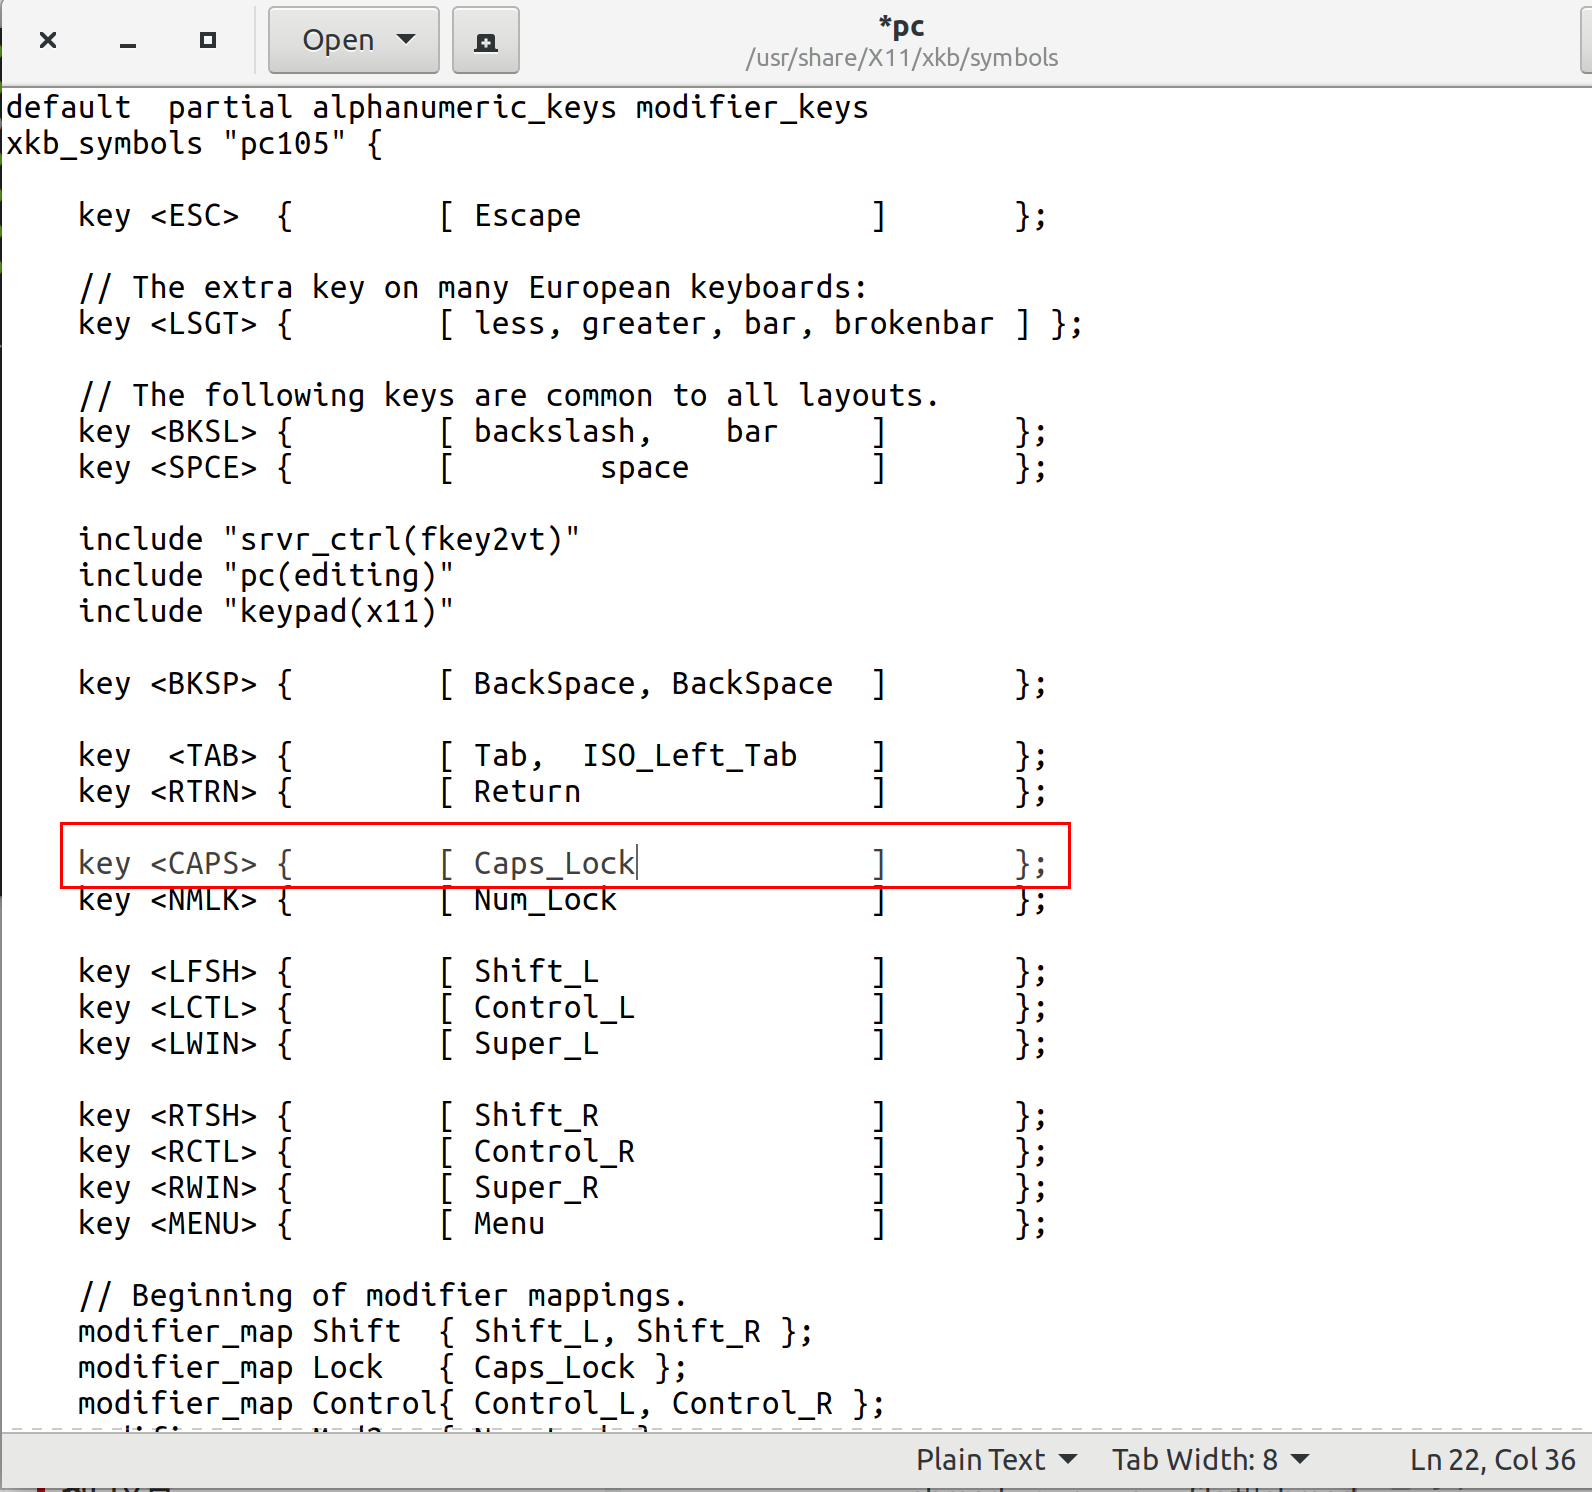 Open
*pc
/usr/share/X11/xkb/symbols
default  partial alphanumeric_keys modifier_keys
xkb_symbols "pc105" {
key <ESC>  {        [ Escape                ]       };
// The extra key on many European keyboards:
key <LSGT> {        [ less, greater, bar, brokenbar ] };
// The following keys are common to all layouts.
key <BKSL> {        [ backslash,    bar     ]       };
key <SPCE> {        [        space          ]       };
include "srvr_ctrl(fkey2vt)"
include "pc(editing)"
include "keypad(x11)"
key <BKSP> {        [ BackSpace, BackSpace  ]       };
key  <TAB> {        [ Tab,  ISO_Left_Tab    ]       };
key <RTRN> {        [ Return                ]       };
key <CAPS> {        [ Caps_Lock             ]       };
key <NMLK> {        [ Num_Lock              ]       };
key <LFSH> {        [ Shift_L               ]       };
key <LCTL> {        [ Control_L             ]       };
key <LWIN> {        [ Super_L               ]       };
key <RTSH> {        [ Shift_R               ]       };
key <RCTL> {        [ Control_R             ]       };
key <RWIN> {        [ Super_R               ]       };
key <MENU> {        [ Menu                  ]       };
// Beginning of modifier mappings.
modifier_map Shift  { Shift_L, Shift_R };
modifier_map Lock   { Caps_Lock };
modifier_map Control{ Control_L, Control_R };
Plain Text
Tab Width: 8
Ln 22, Col 36